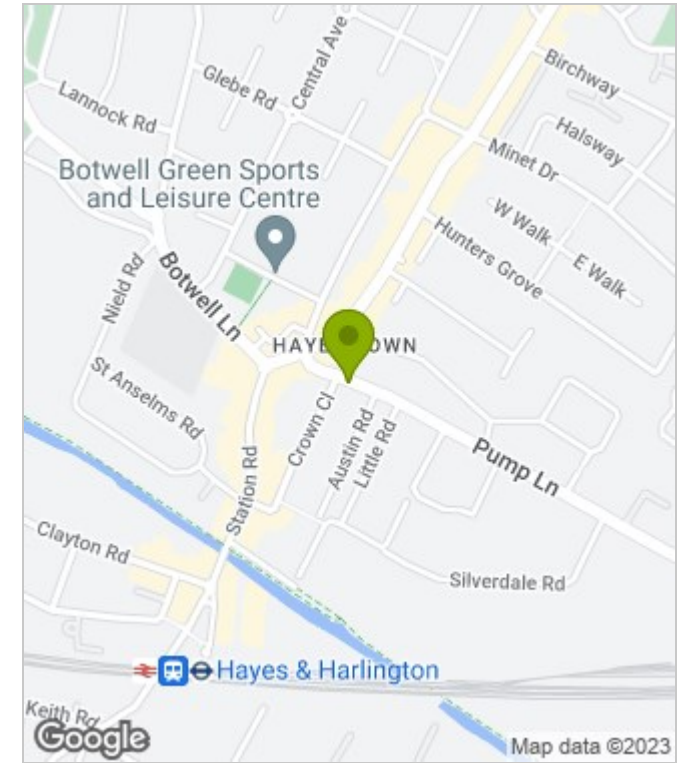 Central Ave
Birchway
Glebe Rd
Lannock Rd
Halsway
Minet Dr
Botwell Green Sports
and Leisure Centre
W Walk
E Walk
Hunters Grove
Nield Rd
Botwell Ln
St Anselms Rd
Crown Cl
Austin Rd
Little Rd
Pump Ln
Station Rd
Clayton Rd
Silverdale Rd
Hayes & Harlington
Keith Rd
Google
Map data ©2023